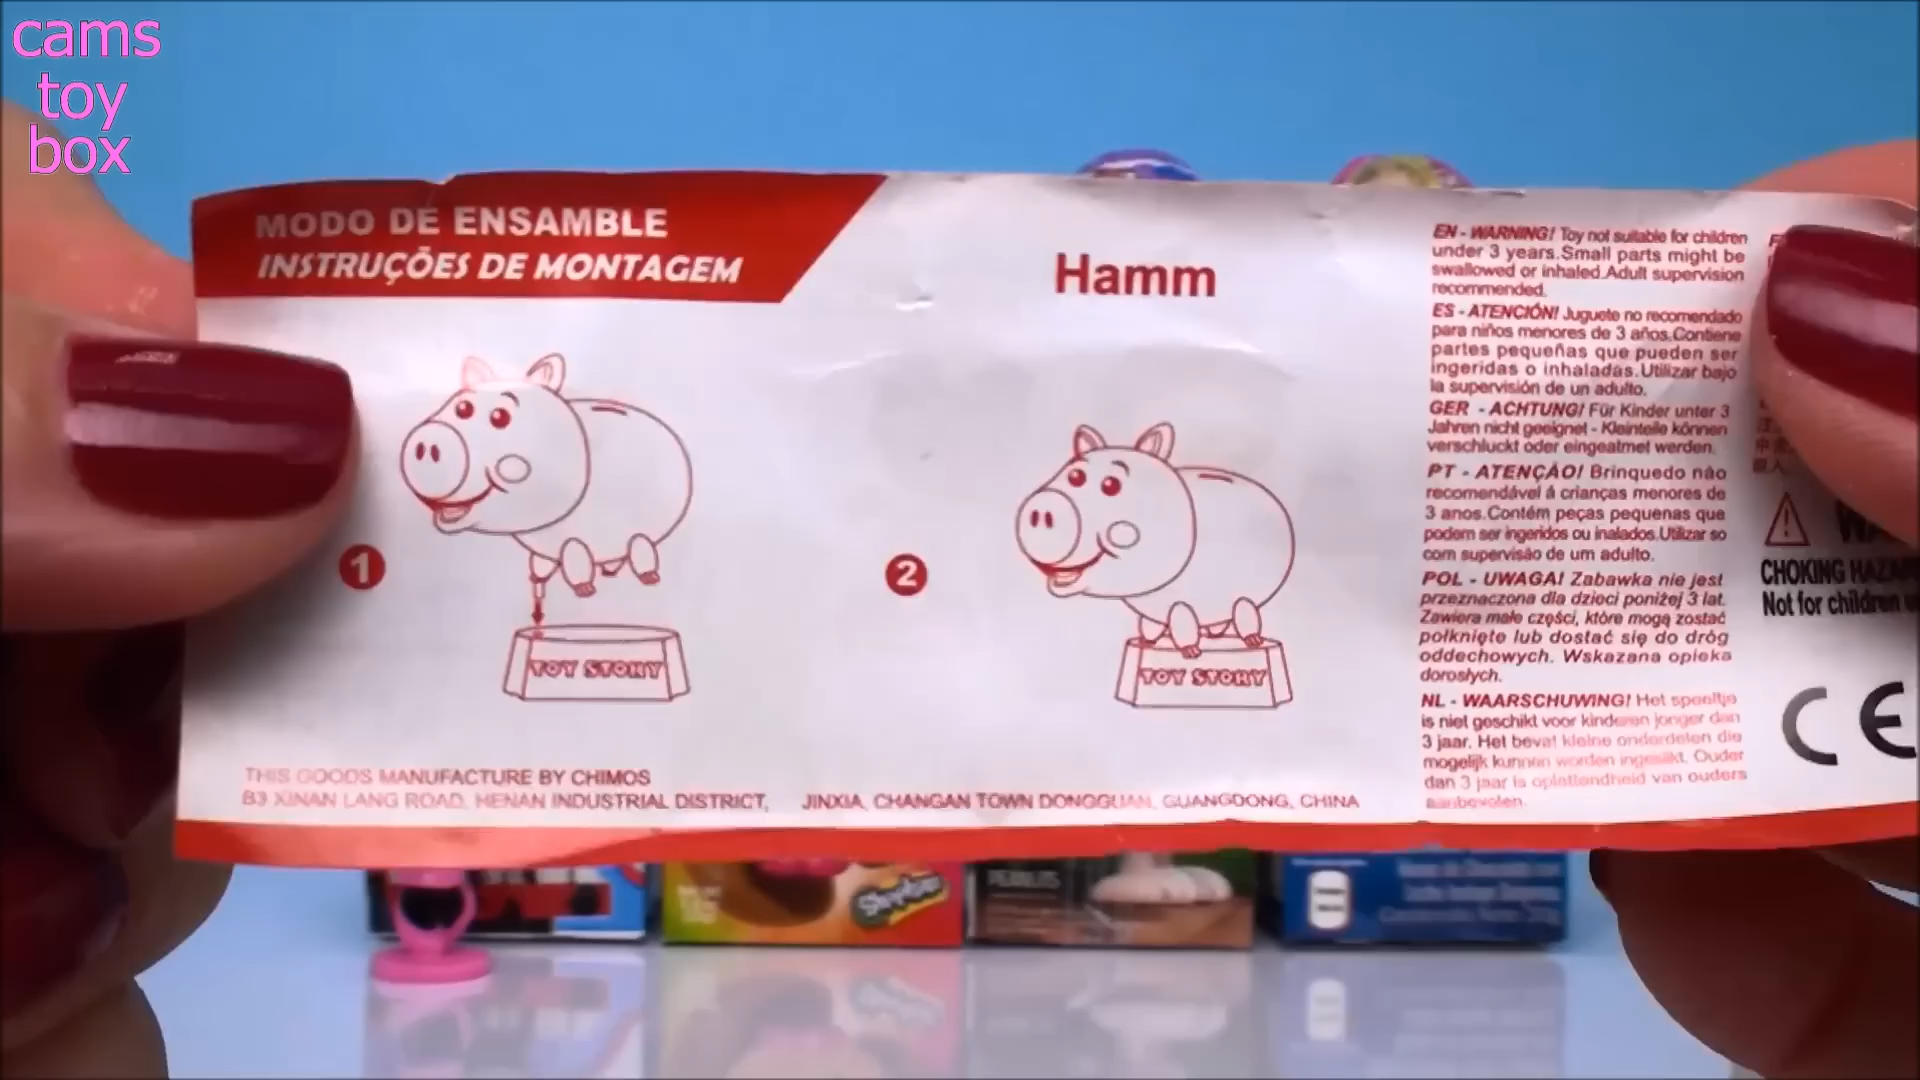 cams
toy
box
MODO DE ENSAMBLE
INSTRUÇÕES DE MONTAGEM
Hamm
1
TOY STORY
2
TOY STORY
THIS GOODS MANUFACTURE BY CHIMOS
B3 XINAN LANG ROAD, HENAN INDUSTRIAL DISTRICT, JINXIA, CHANGAN TOWN DONGGUAN, GUANGDONG, CHINA
EN - WARNING! Toy not suitable for children
under 3 years.Small parts might be
swallowed or inhaled.Adult supervision
recommended.
ES - ATENCIÓN! Juguete no recomendado
para niños menores de 3 años.Contiene
partes pequeñas que pueden ser
ingeridas o inhaladas.Utilizar bajo
la supervisión de un adulto.
GER - ACHTUNG! Für Kinder unter 3
Jahren nicht geeignet - Kleinteile können
verschluckt oder eingeatmet werden.
PT - ATENÇÃO! Brinquedo não
recomendável á crianças menores de
3 anos.Contém peças pequenas que
podem ser ingeridos ou inalados.Utilizar so
com supervisão de um adulto.
POL - UWAGA! Zabawka nie jest
przeznaczona dla dzieci poniżej 3 lat.
Zawiera małe części, które mogą zostać
połknięte lub dostać się do dróg
oddechowych. Wskazana opieka
dorosłych.
NL - WAARSCHUWING! Het speeltje
is niet geschikt voor kinderen jonger dan
3 jaar. Het bevat kleine onderdelen die
mogelijk kunnen worden ingeslikt. Ouder
dan 3 jaar is oplettendheid van ouders
aanbevolen.
CHOKING
Not for children
CE
PEANUTS
Shopkins